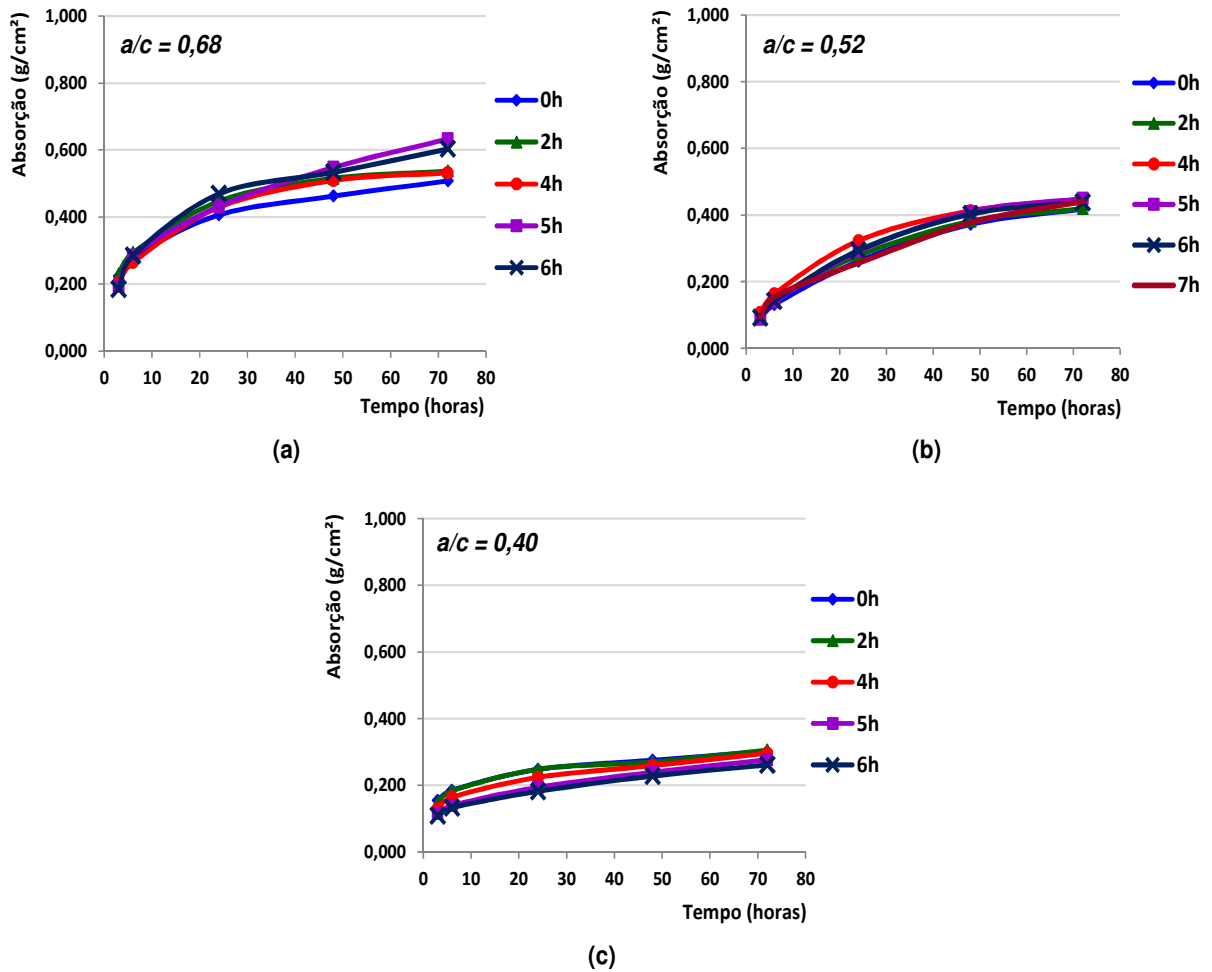 Absorção (g/cm²)
a/c = 0,68
1,000
0,800
0,600
0,400
0,200
0,000
0 10 20 30 40 50 60 70 80
Tempo (horas)
0h
2h
4h
5h
6h
(a)
Absorção (g/cm²)
a/c = 0,52
1,000
0,800
0,600
0,400
0,200
0,000
0 10 20 30 40 50 60 70 80
Tempo (horas)
0h
2h
4h
5h
6h
7h
(b)
Absorção (g/cm²)
a/c = 0,40
1,000
0,800
0,600
0,400
0,200
0,000
0 10 20 30 40 50 60 70 80
Tempo (horas)
0h
2h
4h
5h
6h
(c)